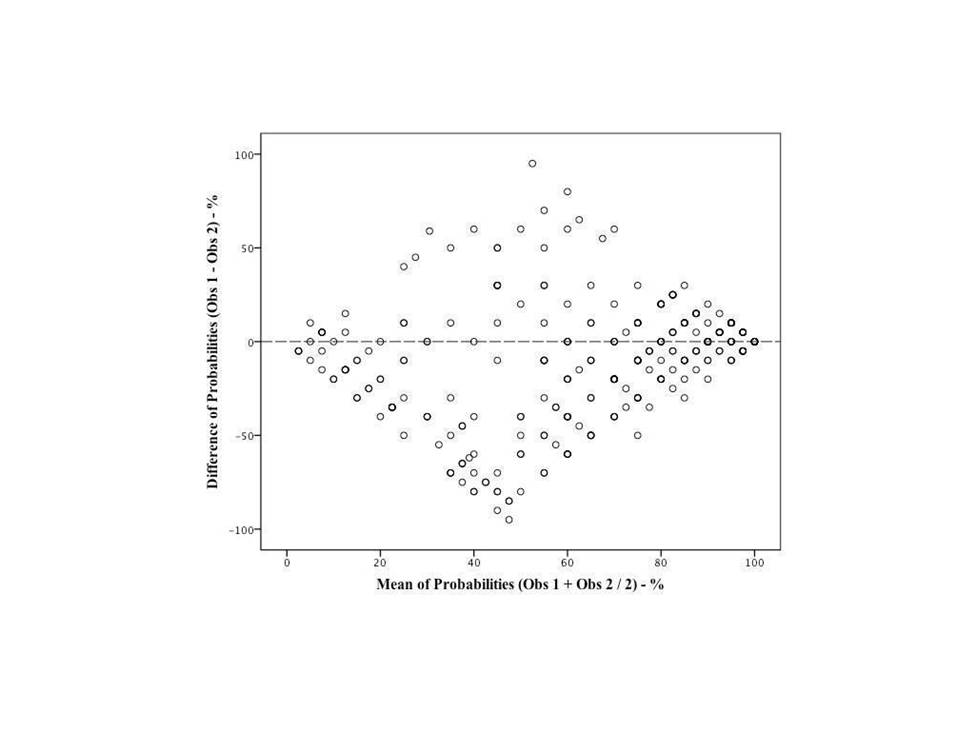 100
50
0
−50
−100
Difference of Probabilities (Obs 1 - Obs 2) - %
0 20 40 60 80 100
Mean of Probabilities (Obs 1 + Obs 2 / 2) - %